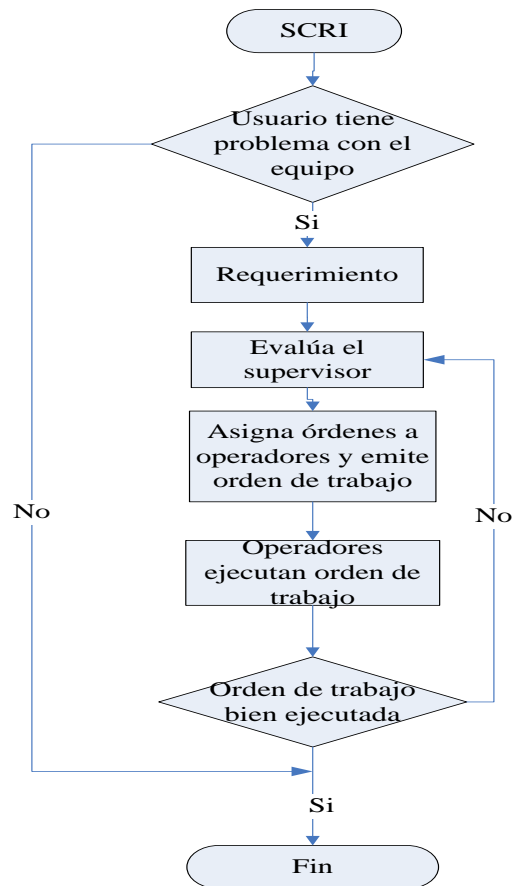 SCRI
Usuario tiene
problema con el
equipo
Si
Requerimiento
Evalúa el
supervisor
Asigna órdenes a
operadores y emite
orden de trabajo
No
No
Operadores
ejecutan orden de
trabajo
Orden de trabajo
bien ejecutada
Si
Fin